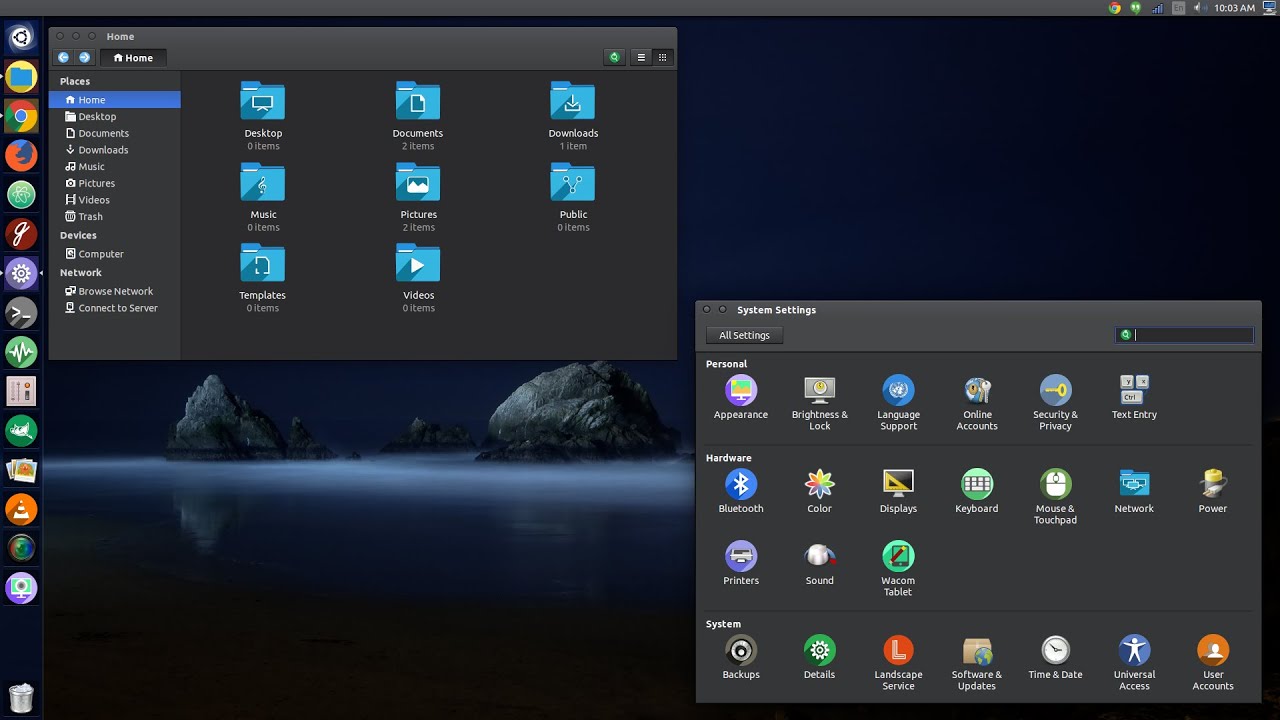 En
10:03 AM
Home
Home
Places
Home
Desktop
Documents
Downloads
Music
Pictures
Videos
Trash
Devices
Computer
Network
Browse Network
Connect to Server
Desktop
0 items
Documents
2 items
Downloads
1 item
Music
0 items
Pictures
2 items
Public
0 items
Templates
0 items
Videos
0 items
System Settings
All Settings
Personal
Appearance
Brightness &
Lock
Language
Support
Online
Accounts
Security &
Privacy
y x
Ctrl
Text Entry
Hardware
Bluetooth
Color
Displays
Keyboard
Mouse &
Touchpad
Network
Power
Printers
Sound
Wacom
Tablet
System
Backups
Details
L
Landscape
Service
Software &
Updates
Time & Date
Universal
Access
User
Accounts